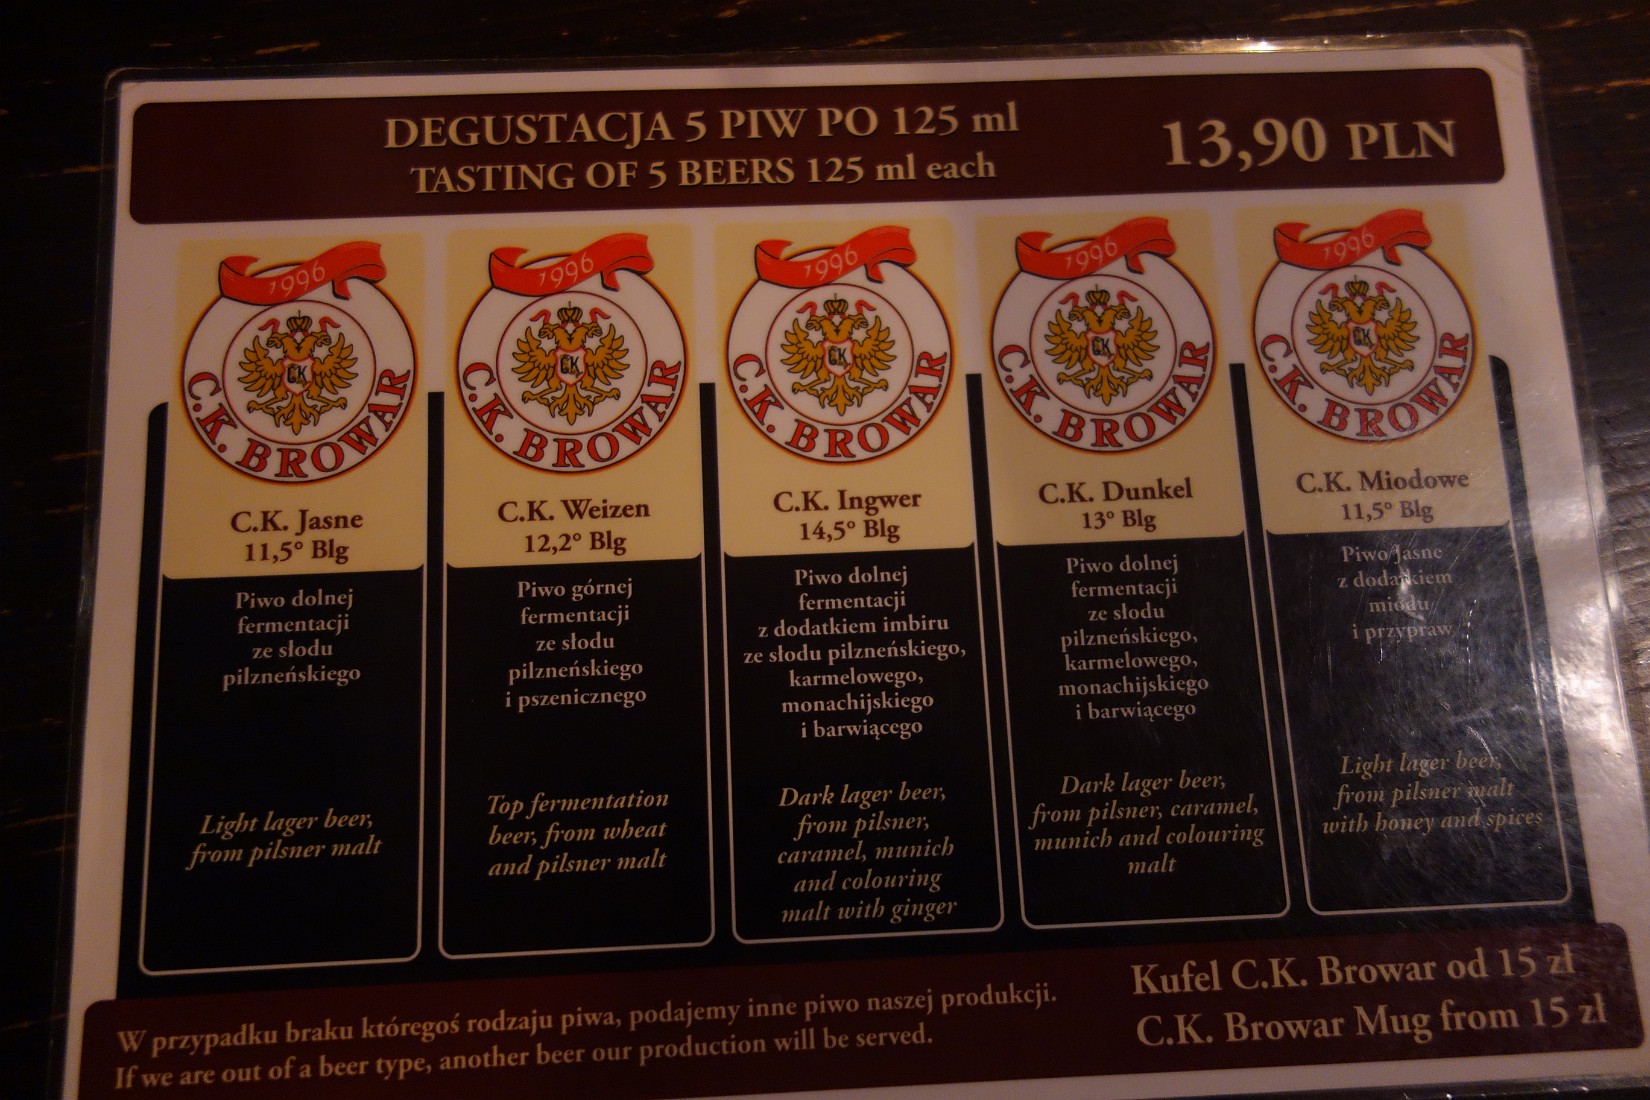 DEGUSTACJA 5 PIW PO 125 ml
TASTING OF 5 BEERS 125 ml each
13,90 PLN
1996
CK
C.K. BROWAR
C.K. Jasne
11,5° Blg
Piwo dolnej
fermentacji
ze słodu
pilzneńskiego
Light lager beer,
from pilsner malt
1996
CK
C.K. BROWAR
C.K. Weizen
12,2° Blg
Piwo górnej
fermentacji
ze słodu
pilzneńskiego
i pszenicznego
Top fermentation
beer, from wheat
and pilsner malt
1996
CK
C.K. BROWAR
C.K. Ingwer
14,5° Blg
Piwo dolnej
fermentacji
z dodatkiem imbiru
ze słodu pilzneńskiego,
karmelowego,
monachijskiego
i barwiącego
Dark lager beer,
from pilsner,
caramel, munich
and colouring
malt with ginger
1996
CK
C.K. BROWAR
C.K. Dunkel
13° Blg
Piwo dolnej
fermentacji
ze słodu
pilzneńskiego,
karmelowego,
monachijskiego
i barwiącego
Dark lager beer,
from pilsner, caramel,
munich and colouring
malt
1996
CK
C.K. BROWAR
C.K. Miodowe
11,5° Blg
Piwo Jasne
z dodatkiem
miodu
i przypraw
Light lager beer,
from pilsner malt
with honey and spices
W przypadku braku któregoś rodzaju piwa, podajemy inne piwo naszej produkcji.
If we are out of a beer type, another beer our production will be served.
Kufel C.K. Browar od 15 zł
C.K. Browar Mug from 15 zł